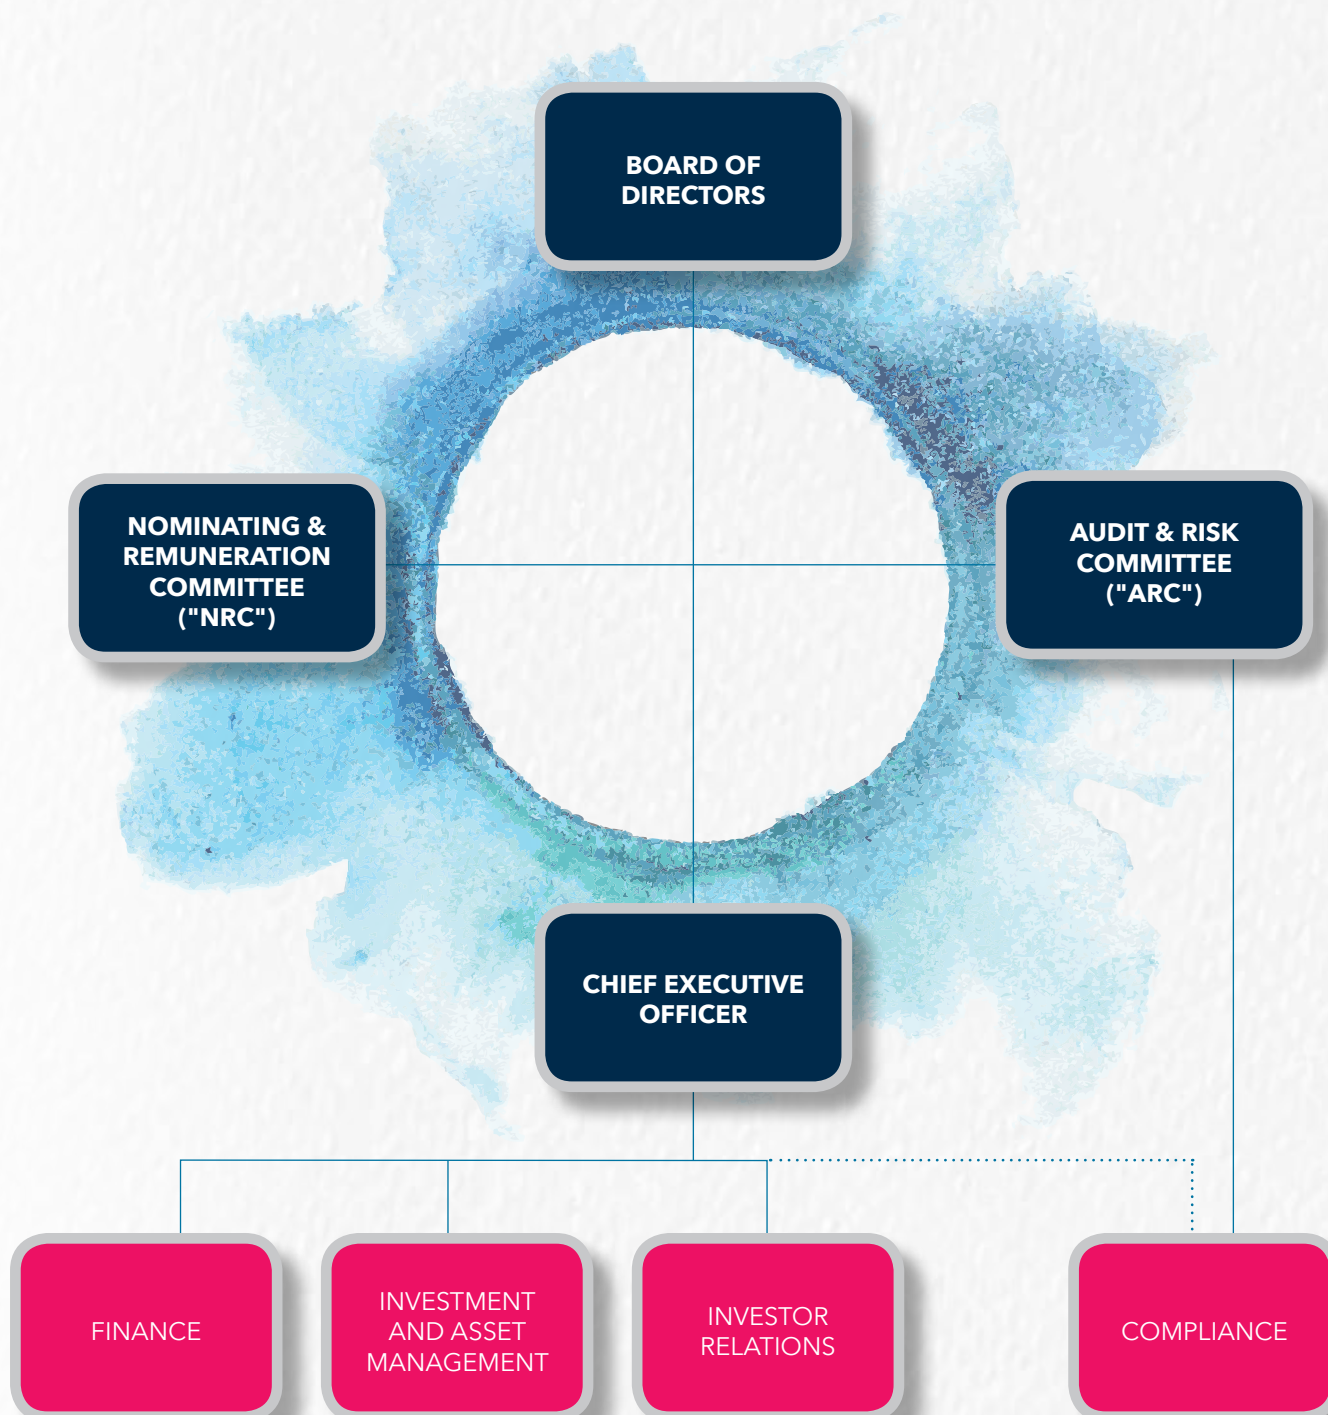 BOARD OF
DIRECTORS
NOMINATING &
REMUNERATION
COMMITTEE
("NRC")
AUDIT & RISK
COMMITTEE
("ARC")
CHIEF EXECUTIVE
OFFICER
FINANCE
INVESTMENT
AND ASSET
MANAGEMENT
INVESTOR
RELATIONS
COMPLIANCE